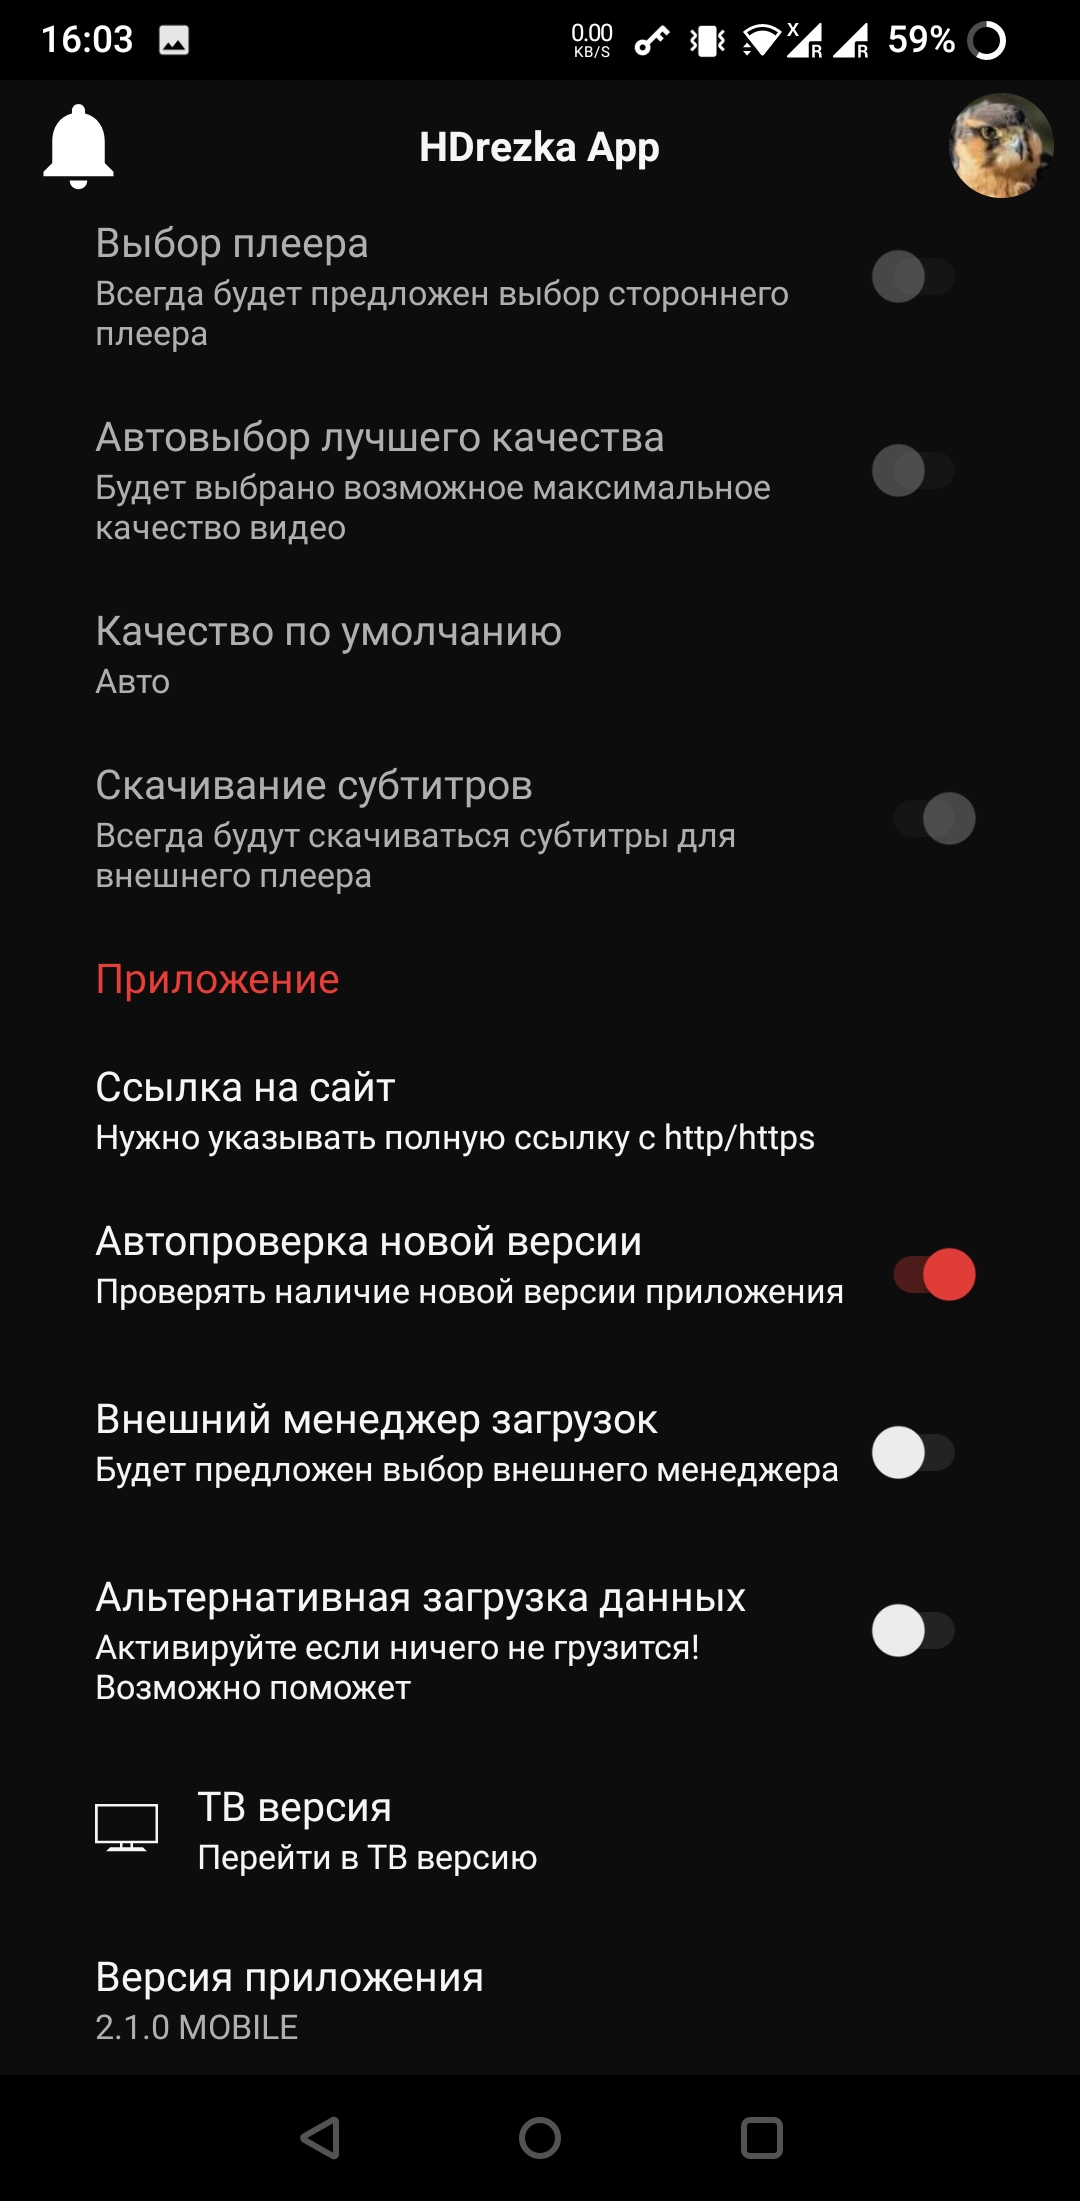 16:03
0.00
KB/S
X
R
R
59%
HDrezka App
Выбор плеера
Всегда будет предложен выбор стороннего
плеера
Автовыбор лучшего качества
Будет выбрано возможное максимальное
качество видео
Качество по умолчанию
Авто
Скачивание субтитров
Всегда будут скачиваться субтитры для
внешнего плеера
Приложение
Ссылка на сайт
Нужно указывать полную ссылку с http/https
Автопроверка новой версии
Проверять наличие новой версии приложения
Внешний менеджер загрузок
Будет предложен выбор внешнего менеджера
Альтернативная загрузка данных
Активируйте если ничего не грузится!
Возможно поможет
ТВ версия
Перейти в ТВ версию
Версия приложения
2.1.0 MOBILE